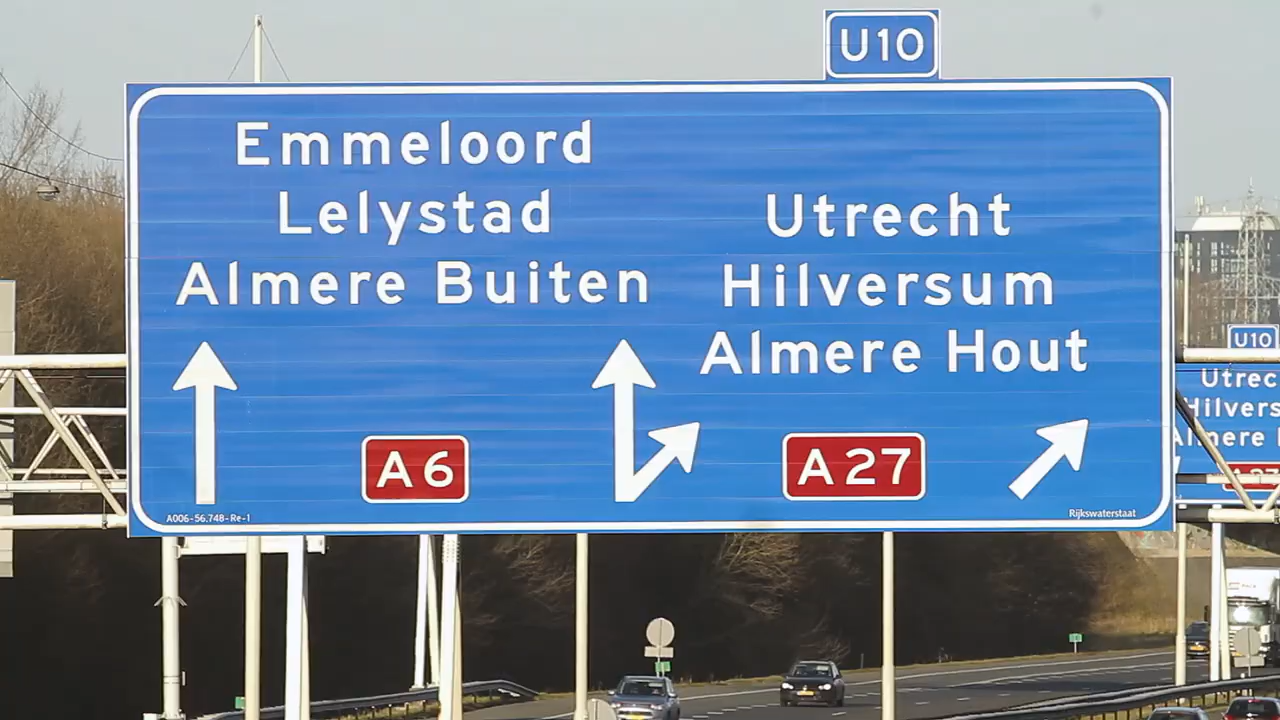 U10
Emmeloord
Lelystad
Almere Buiten
Utrecht
Hilversum
Almere Hout
A6
A27
A006-56.748-Re-1
Rijkswaterstaat
U10
Utrec
Hilvers
Almere